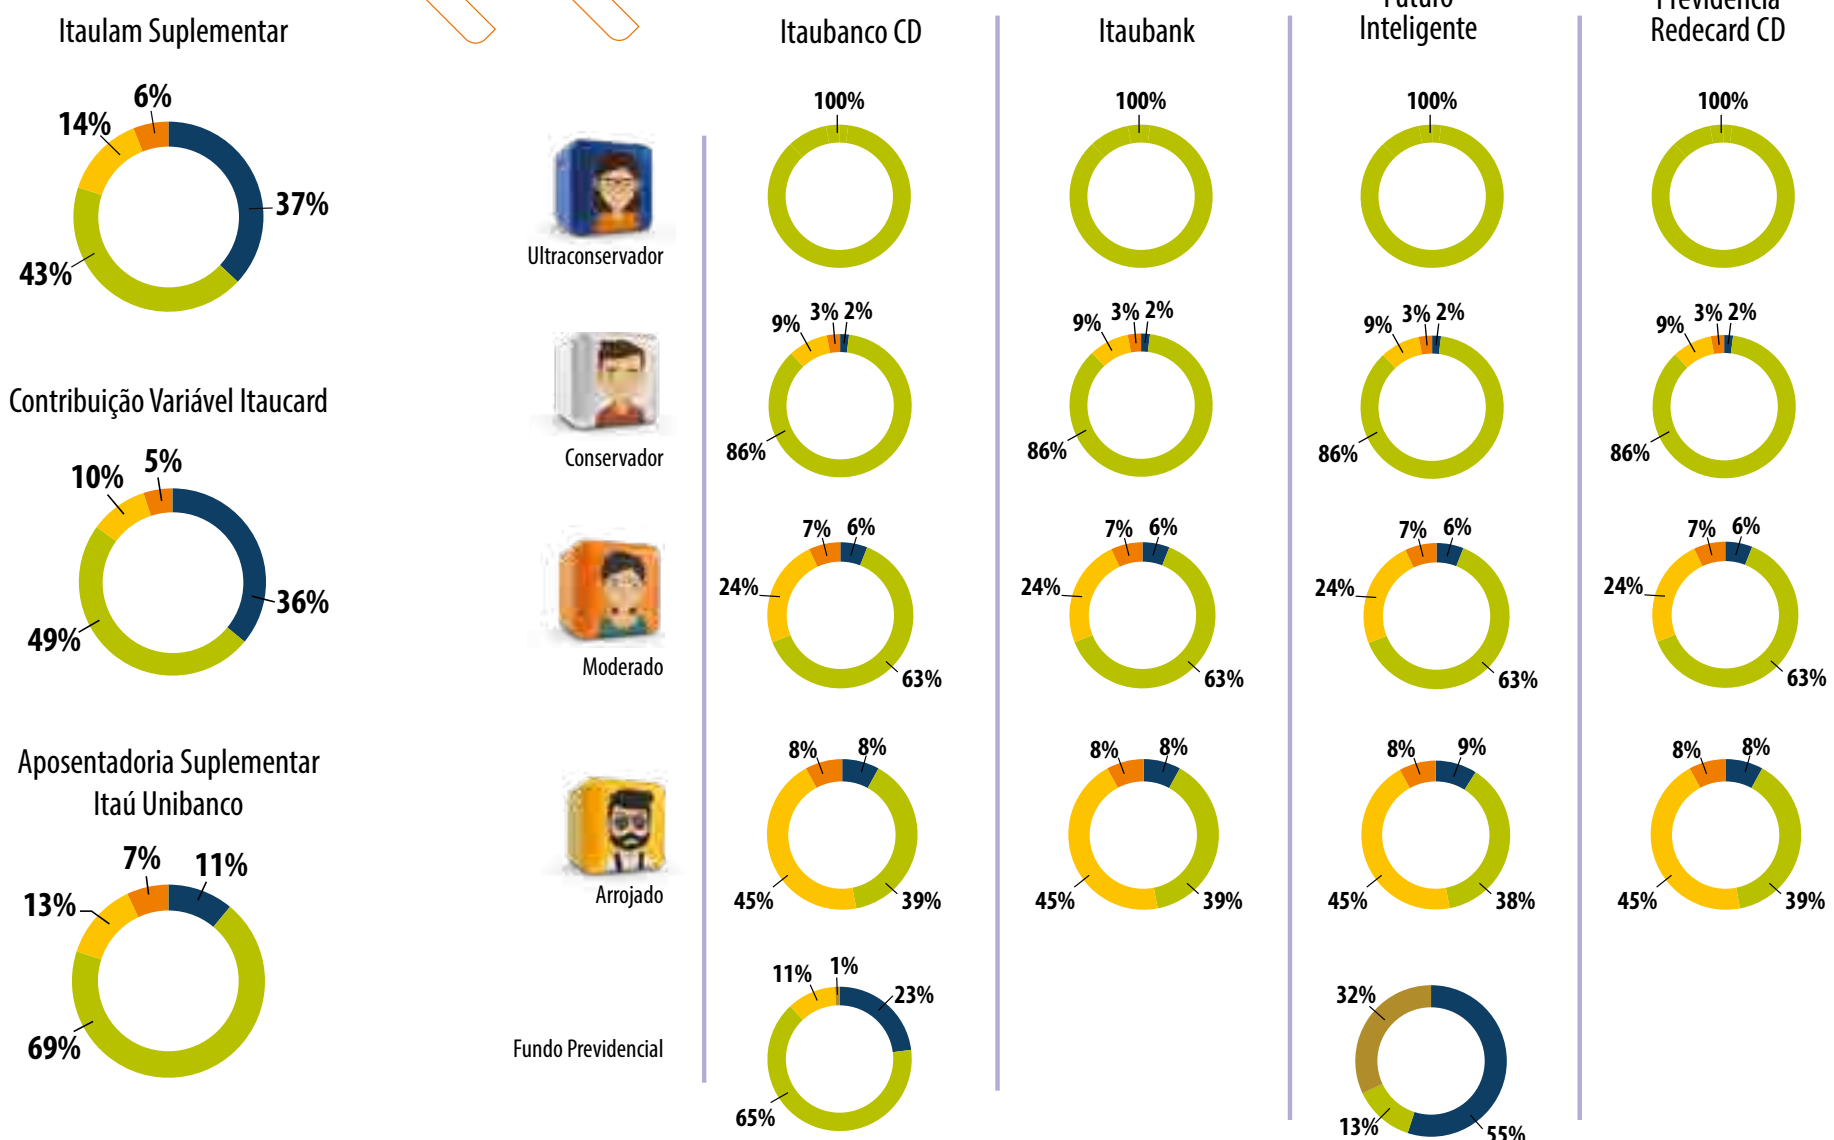 Itaulam Suplementar
6%
14%
37%
43%
Contribuição Variável Itaucard
5%
10%
36%
49%
Aposentadoria Suplementar
Itaú Unibanco
7%
11%
13%
69%
Itaubanco CD
Itaubank
Futuro
Inteligente
Previdência
Redecard CD
Ultraconservador
100%
100%
100%
100%
Conservador
9% 3% 2%
86%
9% 3% 2%
86%
9% 3% 2%
86%
9% 3% 2%
86%
Moderado
7% 6%
24%
63%
7% 6%
24%
63%
7% 6%
24%
63%
7% 6%
24%
63%
Arrojado
8% 8%
45% 39%
8% 8%
45% 39%
8% 9%
45% 38%
8% 8%
45% 39%
Fundo Previdencial
11% 1%
23%
65%
32%
13% 55%